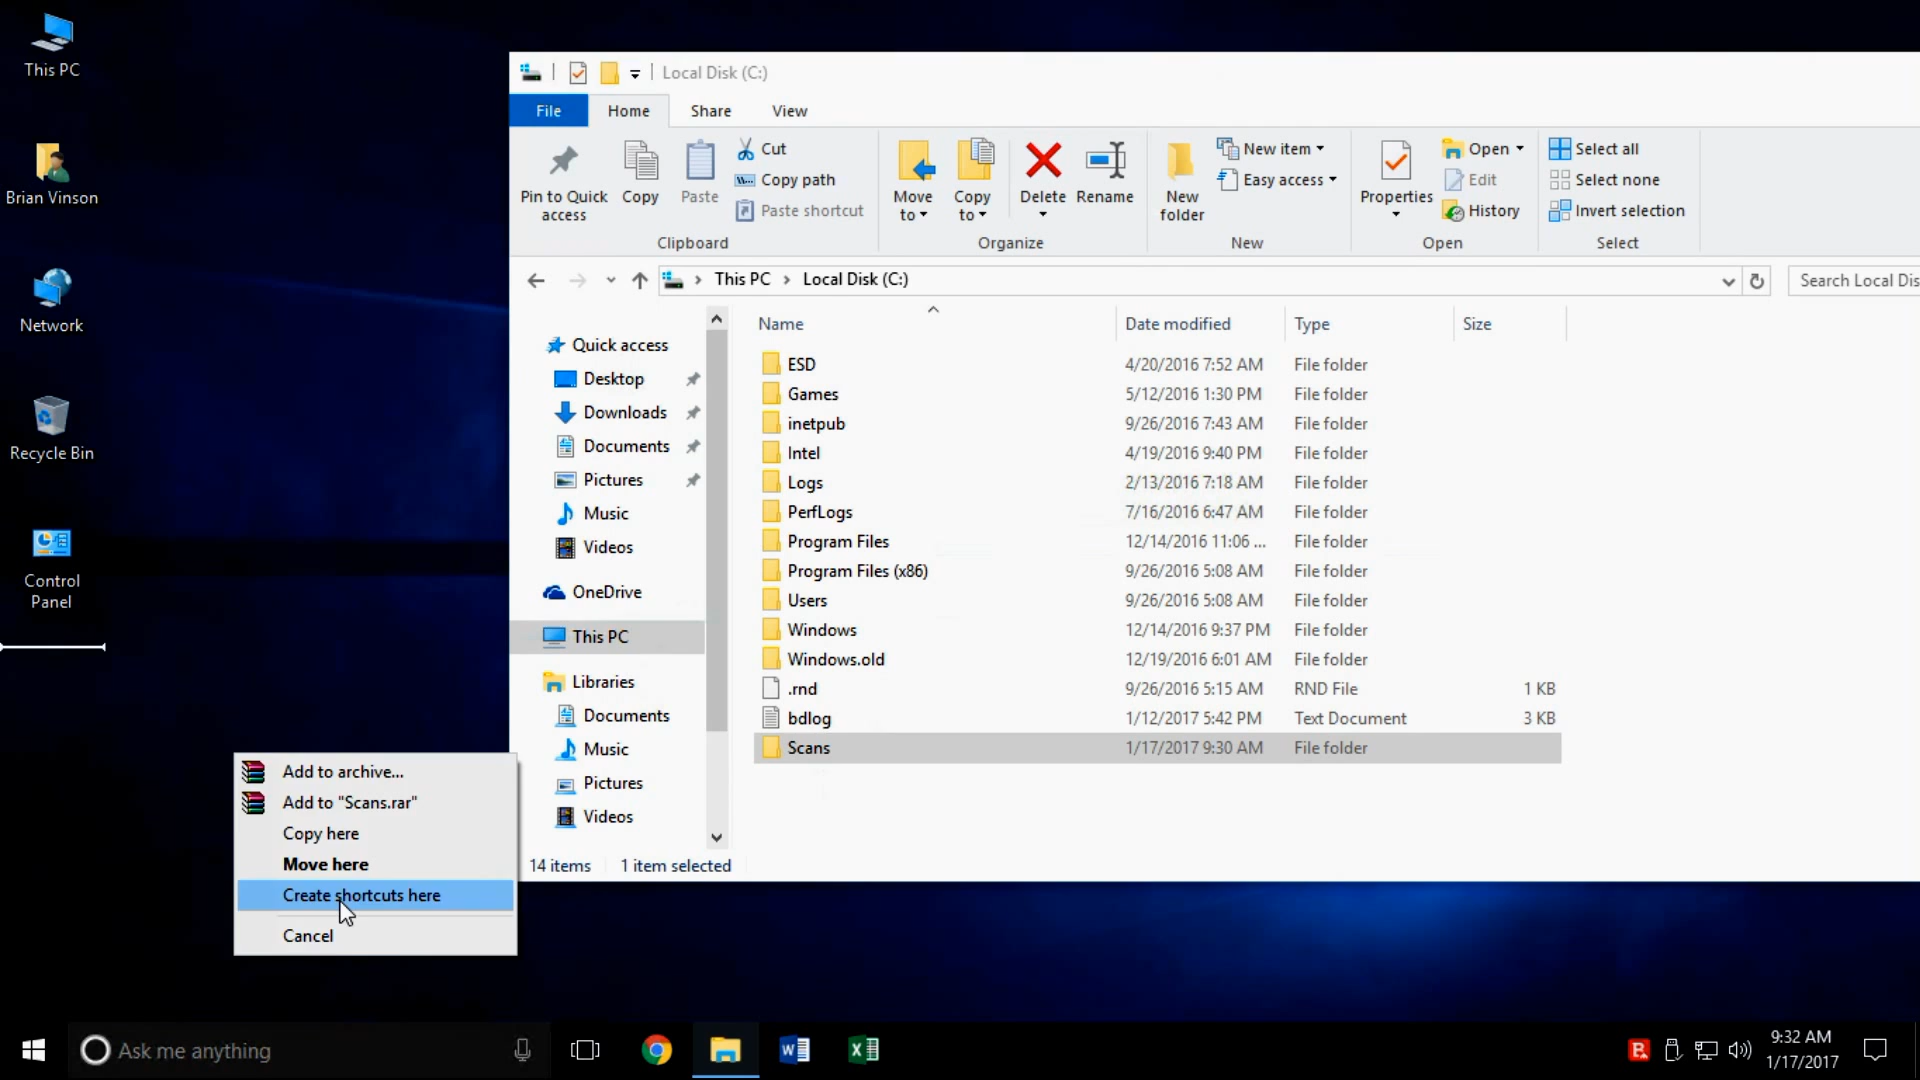 This PC
Brian Vinson
Network
Recycle Bin
Control
Panel
Local Disk (C:)
File
Home
Share
View
Pin to Quick
access
Copy
Paste
Cut
Copy path
Paste shortcut
Clipboard
Move
to
Copy
to
Delete
Rename
Organize
New
folder
New item
Easy access
New
Properties
Open
Edit
History
Open
Select all
Select none
Invert selection
Select
This PC
Local Disk (C:)
Search Local Dis
Quick access
Desktop
Downloads
Documents
Pictures
Music
Videos
OneDrive
This PC
Libraries
Documents
Music
Pictures
Videos
Name Date modified Type Size
ESD 4/20/2016 7:52 AM File folder
Games 5/12/2016 1:30 PM File folder
inetpub 9/26/2016 7:43 AM File folder
Intel 4/19/2016 9:40 PM File folder
Logs 2/13/2016 7:18 AM File folder
PerfLogs 7/16/2016 6:47 AM File folder
Program Files 12/14/2016 11:06 ... File folder
Program Files (x86) 9/26/2016 5:08 AM File folder
Users 9/26/2016 5:08 AM File folder
Windows 12/14/2016 9:37 PM File folder
Windows.old 12/19/2016 6:01 AM File folder
.rnd 9/26/2016 5:15 AM RND File 1 KB
bdlog 1/12/2017 5:42 PM Text Document 3 KB
Scans 1/17/2017 9:30 AM File folder
14 items 1 item selected
Add to archive...
Add to "Scans.rar"
Copy here
Move here
Create shortcuts here
Cancel
Ask me anything
9:32 AM
1/17/2017